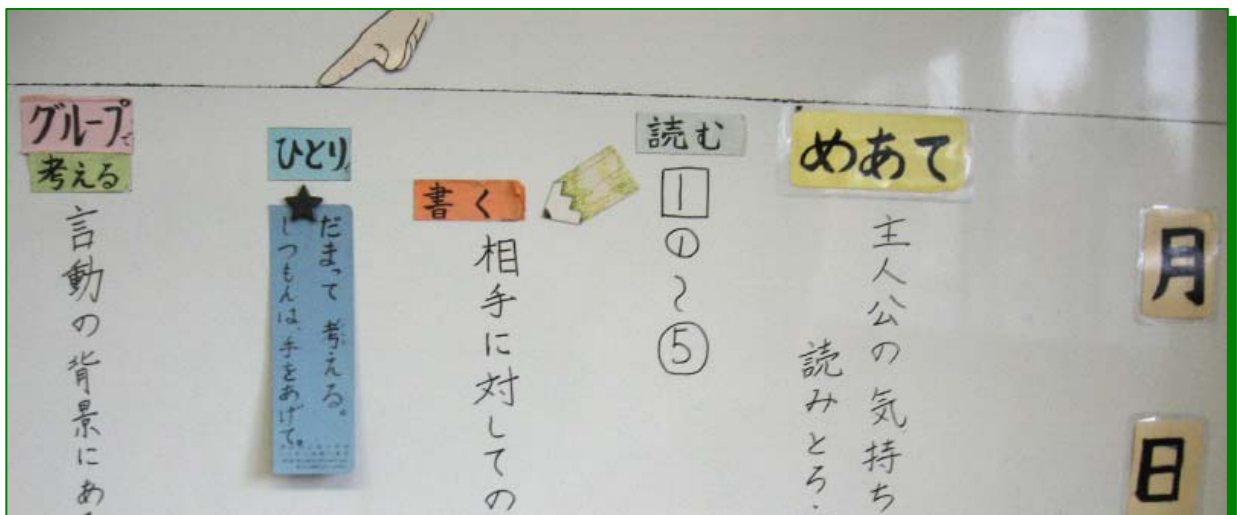 月
日
めあて
主人公の気持ち
読みとろ
読む
1
①
〜
⑤
書く
相手に対しての
ひとりで
だまって 考える。
しつもんは、手をあげて。
グループで
考える
言動の背景にあ